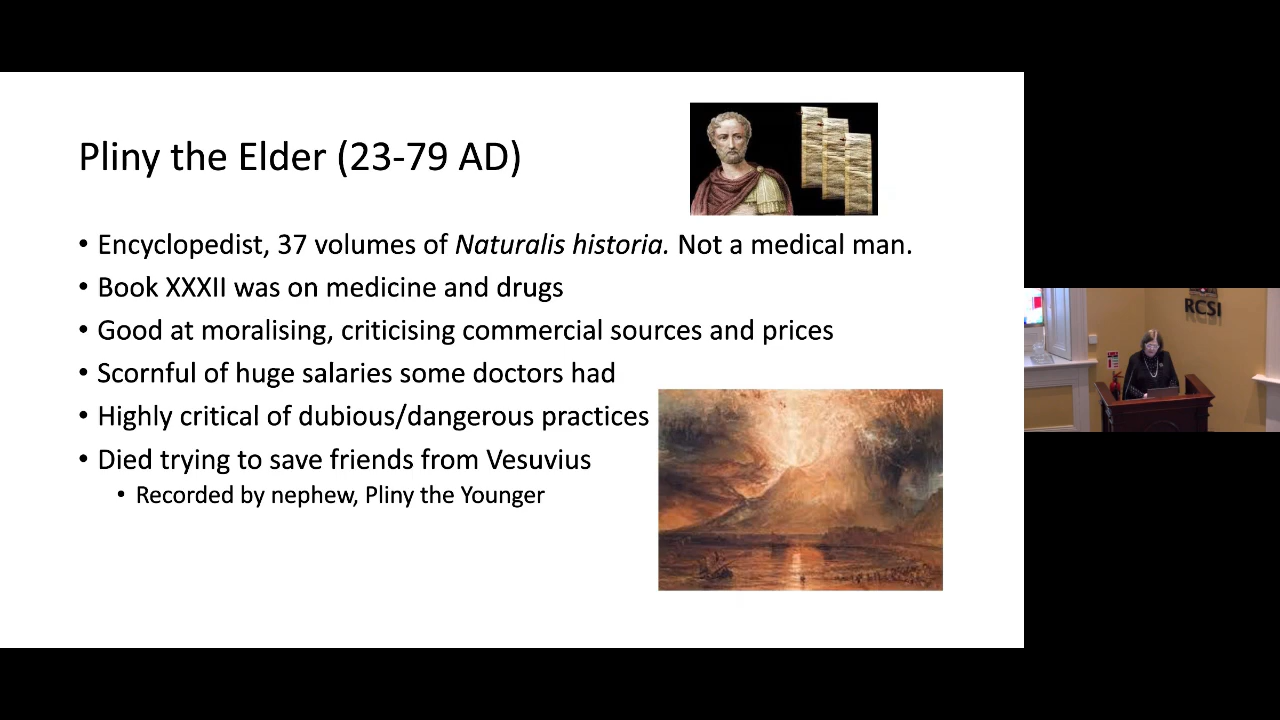 Pliny the Elder (23-79 AD)
• Encyclopedist, 37 volumes of Naturalis historia. Not a medical man.
• Book XXXII was on medicine and drugs
• Good at moralising, criticising commercial sources and prices
• Scornful of huge salaries some doctors had
• Highly critical of dubious/dangerous practices
• Died trying to save friends from Vesuvius
• Recorded by nephew, Pliny the Younger
RCSI